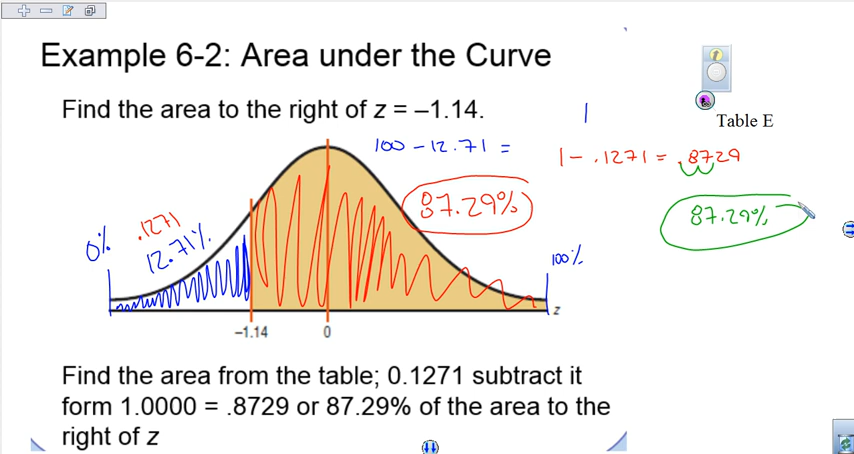 Example 6-2: Area under the Curve
Find the area to the right of z = –1.14.
1
Table E
100 - 12.71 =
1 - .1271 = .8729
87.29%
87.29%
.1271
12.71%
0%
100%
z
–1.14 0
Find the area from the table; 0.1271 subtract it
form 1.0000 = .8729 or 87.29% of the area to the
right of z